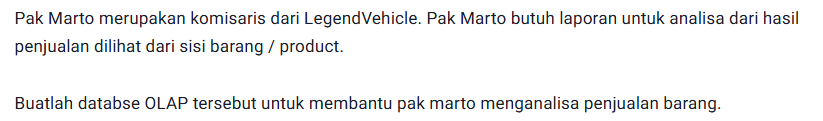 Pak Marto merupakan komisaris dari LegendVehicle. Pak Marto butuh laporan untuk analisa dari hasil
penjualan dilihat dari sisi barang / product.
Buatlah databse OLAP tersebut untuk membantu pak marto menganalisa penjualan barang.